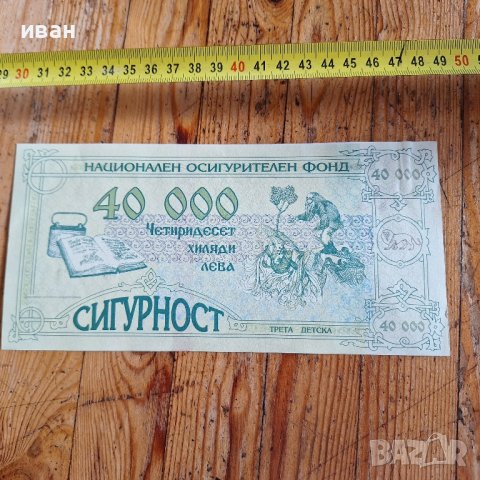 иван
29 30 31 32 33 34 35 36 37 38 39 40 41 42 43 44 45 46 47 48 49 50 51
НАЦИОНАЛЕН ОСИГУРИТЕЛЕН ФОНД
40 000
40 000
Четиридесет
хиляди
лева
СИГУРНОСТ
ТРЕТА ДЕТСКА
40 000
BAZAR